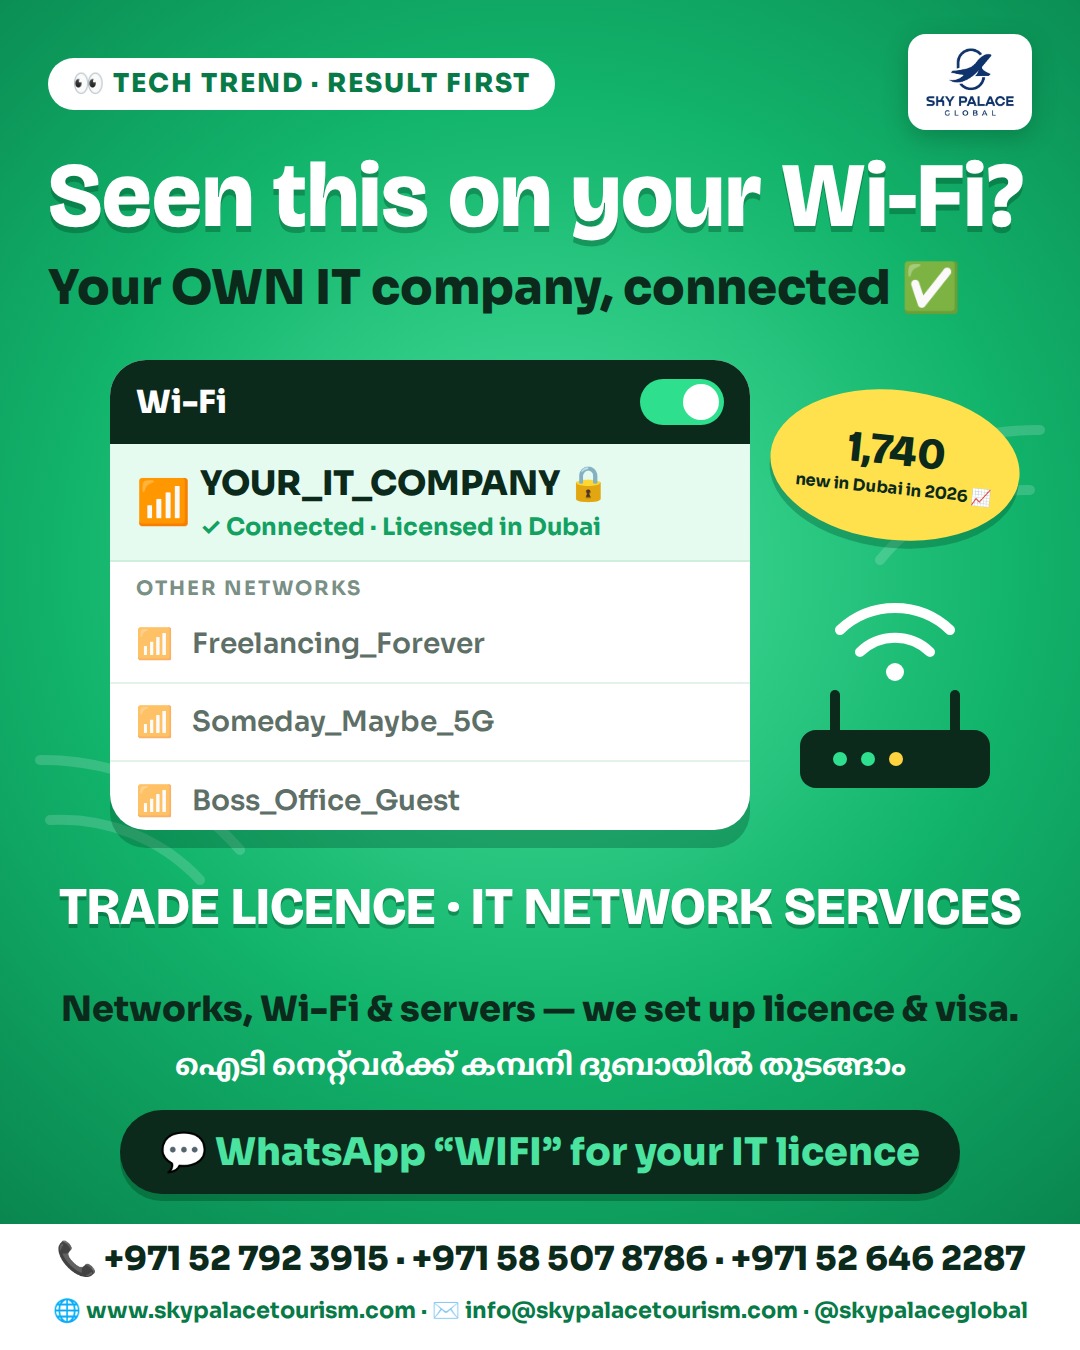 👀 TECH TREND · RESULT FIRST
SKY PALACE
GLOBAL
Seen this on your Wi-Fi?
Your OWN IT company, connected ✅
Wi-Fi
📶 YOUR_IT_COMPANY 🔒
✓ Connected · Licensed in Dubai
1,740
new in Dubai in 2026 📈
OTHER NETWORKS
📶 Freelancing_Forever
📶 Someday_Maybe_5G
📶 Boss_Office_Guest
TRADE LICENCE · IT NETWORK SERVICES
Networks, Wi-Fi & servers — we set up licence & visa.
ഐടി നെറ്റ്‌വർക്ക് കമ്പനി ദുബായിൽ തുടങ്ങാം
💬 WhatsApp “WIFI” for your IT licence
📞 +971 52 792 3915 · +971 58 507 8786 · +971 52 646 2287
🌐 www.skypalacetourism.com · ✉️ info@skypalacetourism.com · @skypalaceglobal